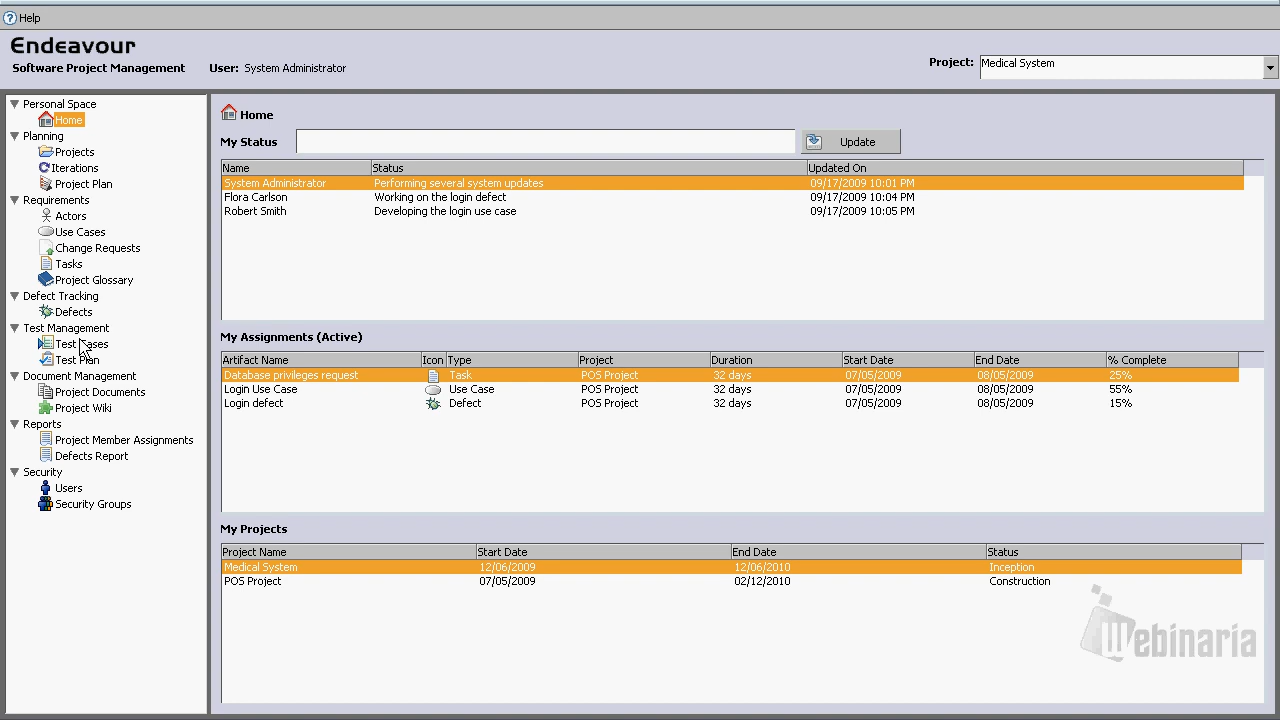 Help
Endeavour
Software Project Management User: System Administrator Project: Medical System
Personal Space
Home
Planning
Projects
Iterations
Project Plan
Requirements
Actors
Use Cases
Change Requests
Tasks
Project Glossary
Defect Tracking
Defects
Test Management
Test Cases
Test Plan
Document Management
Project Documents
Project Wiki
Reports
Project Member Assignments
Defects Report
Security
Users
Security Groups
Home
My Status Update
Name Status Updated On
System Administrator Performing several system updates 09/17/2009 10:01 PM
Flora Carlson Working on the login defect 09/17/2009 10:04 PM
Robert Smith Developing the login use case 09/17/2009 10:05 PM
My Assignments (Active)
Artifact Name Icon Type Project Duration Start Date End Date % Complete
Database privileges request Task POS Project 32 days 07/05/2009 08/05/2009 25%
Login Use Case Use Case POS Project 32 days 07/05/2009 08/05/2009 55%
Login defect Defect POS Project 32 days 07/05/2009 08/05/2009 15%
My Projects
Project Name Start Date End Date Status
Medical System 12/06/2009 12/06/2010 Inception
POS Project 07/05/2009 02/12/2010 Construction
Webinaria